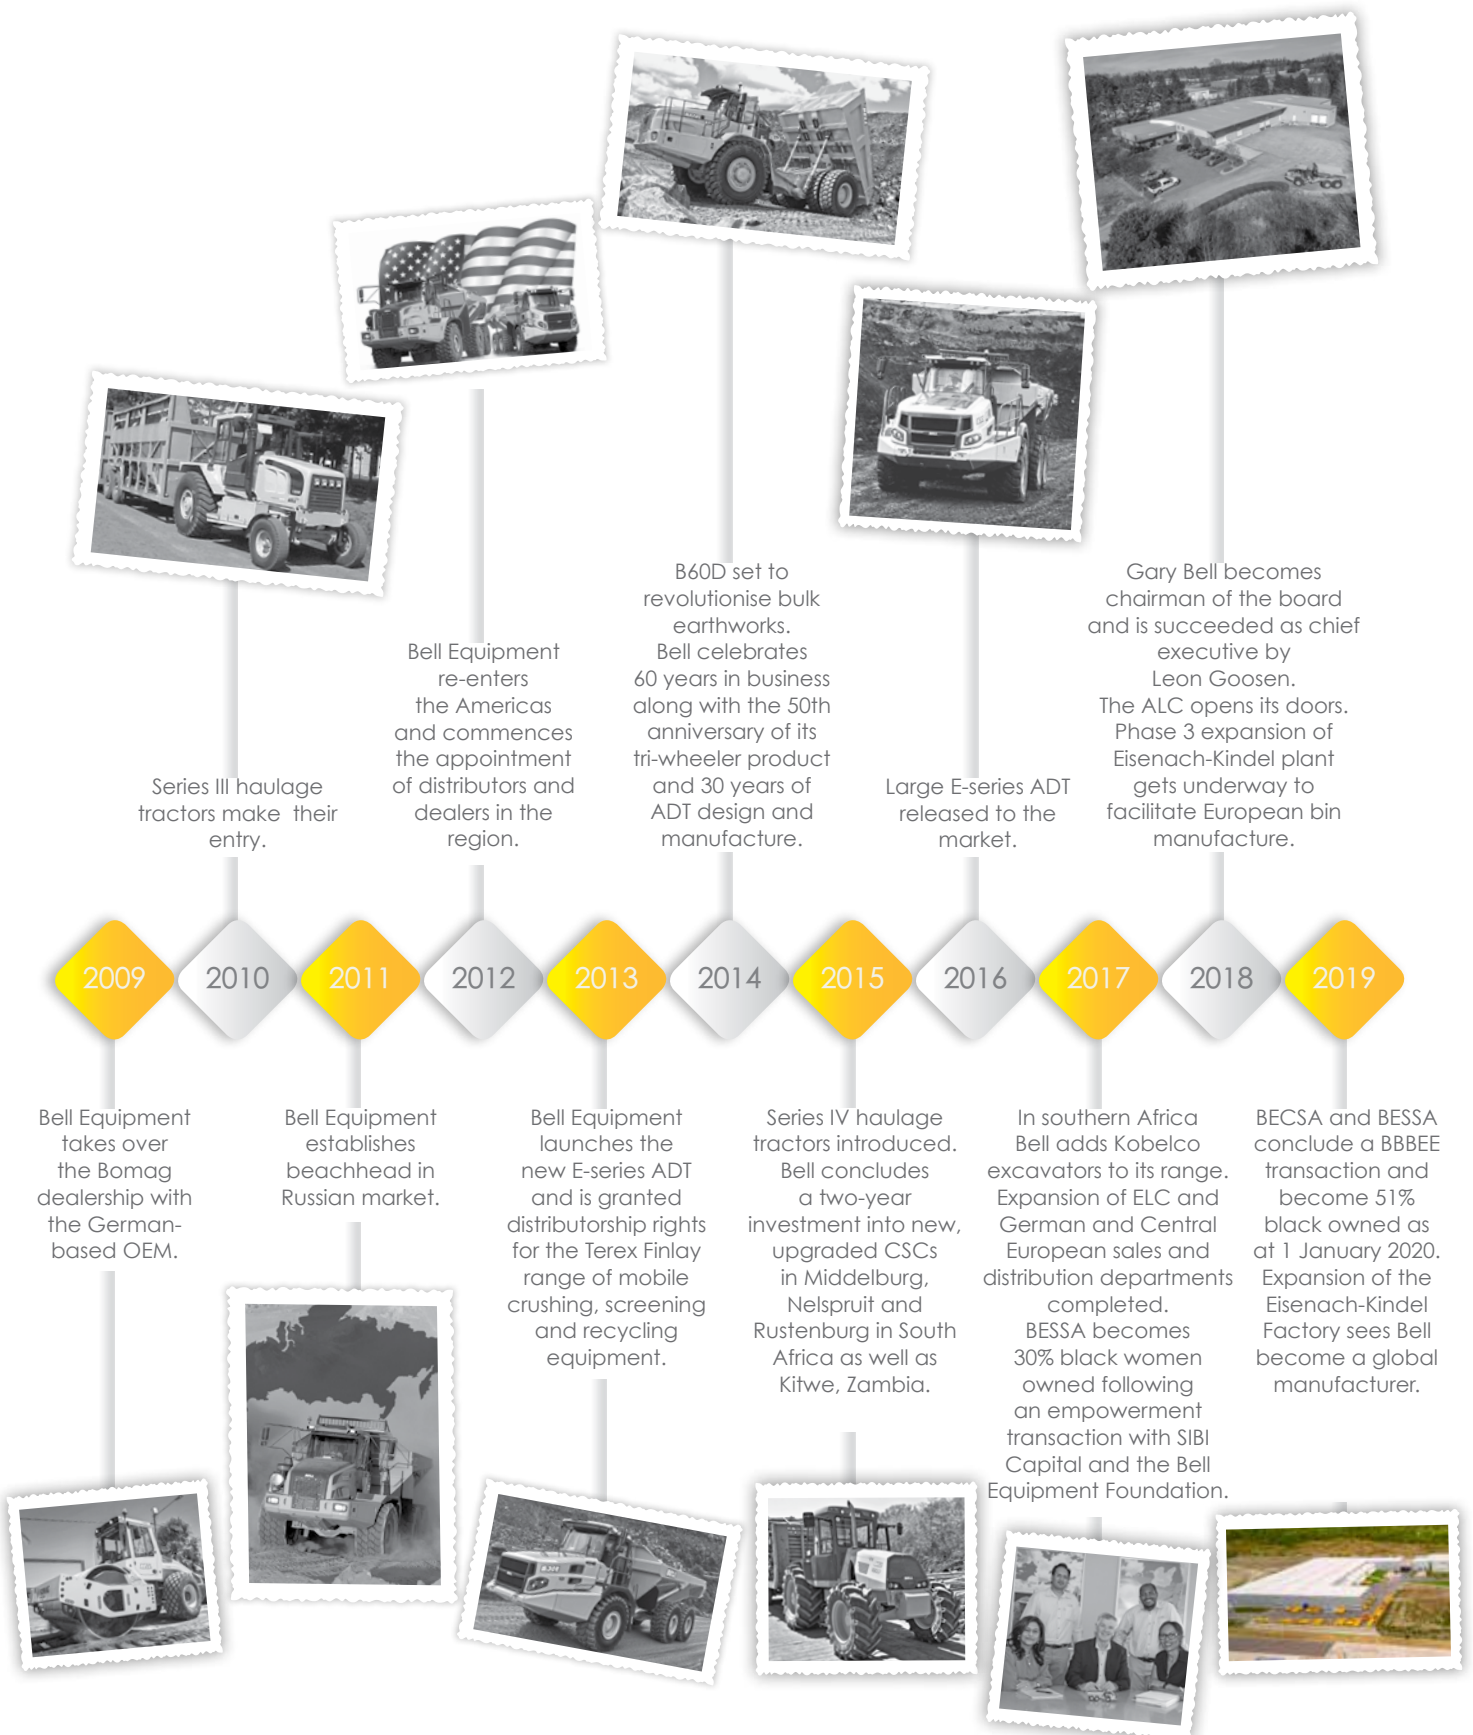 B60D set to
revolutionise bulk
earthworks.
Bell celebrates
60 years in business
along with the 50th
anniversary of its
tri-wheeler product
and 30 years of
ADT design and
manufacture.
Gary Bell becomes
chairman of the board
and is succeeded as chief
executive by
Leon Goosen.
The ALC opens its doors.
Phase 3 expansion of
Eisenach-Kindel plant
gets underway to
facilitate European bin
manufacture.
Bell Equipment
re-enters
the Americas
and commences
the appointment
of distributors and
dealers in the
region.
Series III haulage
tractors make  their
entry.
Large E-series ADT
released to the
market.
2009
2010
2011
2012
2013
2014
2015
2016
2017
2018
2019
Bell Equipment
takes over
the Bomag
dealership with
the German-
based OEM.
Bell Equipment
establishes
beachhead in
Russian market.
Bell Equipment
launches the
new E-series ADT
and is granted
distributorship rights
for the Terex Finlay
range of mobile
crushing, screening
and recycling
equipment.
Series IV haulage
tractors introduced.
Bell concludes
a two-year
investment into new,
upgraded CSCs
in Middelburg,
Nelspruit and
Rustenburg in South
Africa as well as
Kitwe, Zambia.
In southern Africa
Bell adds Kobelco
excavators to its range.
Expansion of ELC and
German and Central
European sales and
distribution departments
completed.
BESSA becomes
30% black women
owned following
an empowerment
transaction with SIBI
Capital and the Bell
Equipment Foundation.
BECSA and BESSA
conclude a BBBEE
transaction and
become 51%
black owned as
at 1 January 2020.
Expansion of the
Eisenach-Kindel
Factory sees Bell
become a global
manufacturer.